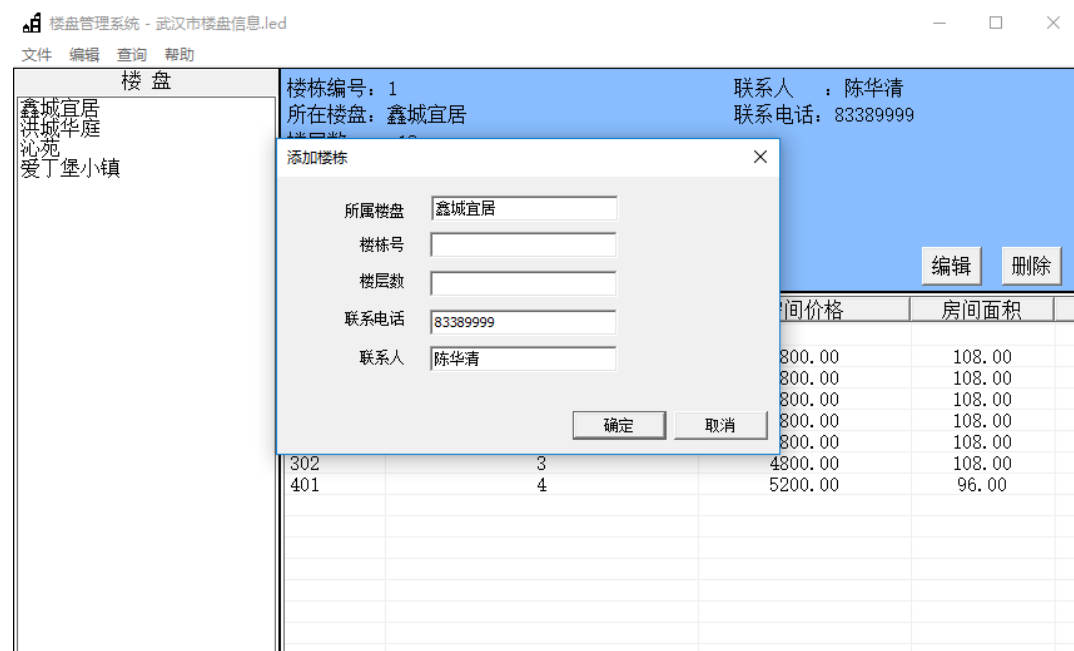 楼盘管理系统 - 武汉市楼盘信息.led
文件 编辑 查询 帮助
楼 盘
鑫城宜居
洪城华庭
沁苑
爱丁堡小镇
楼栋编号：1
联系人 ：陈华清
所在楼盘：鑫城宜居
联系电话：83389999
添加楼栋
所属楼盘 鑫城宜居
楼栋号
楼层数
联系电话 83389999
联系人 陈华清
确定 取消
编辑 删除
间价格 房间面积
800.00 108.00
800.00 108.00
800.00 108.00
800.00 108.00
800.00 108.00
302 3 4800.00 108.00
401 4 5200.00 96.00